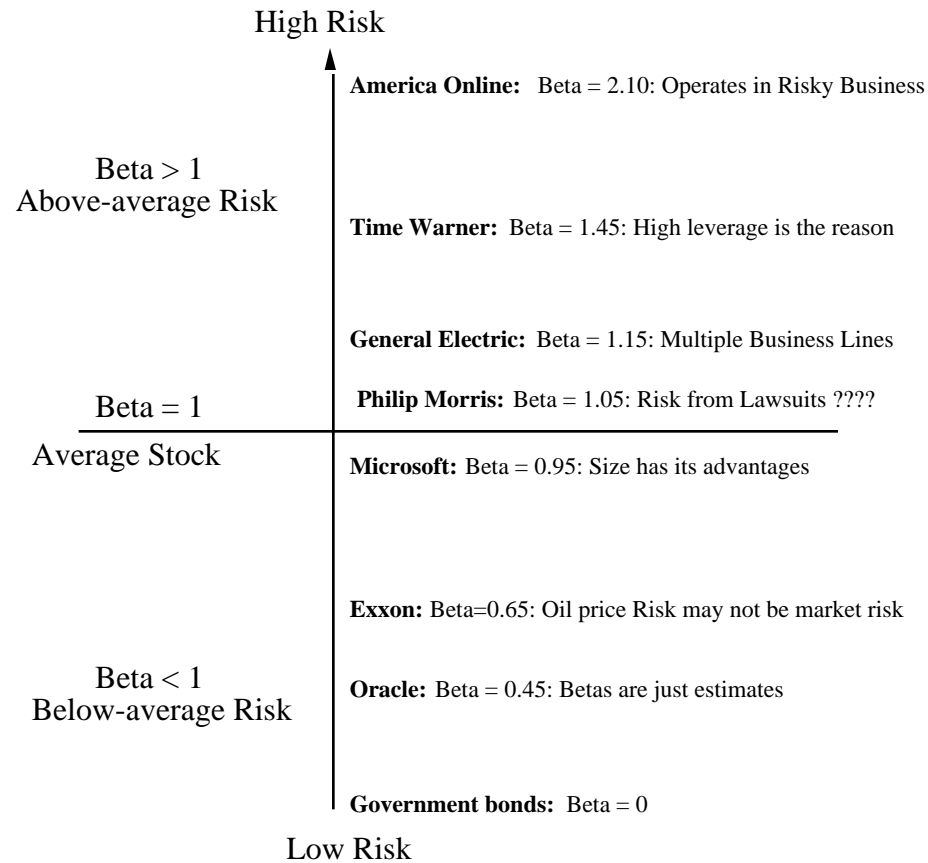 High Risk
America Online: Beta = 2.10: Operates in Risky Business
Beta > 1
Above-average Risk
Time Warner: Beta = 1.45: High leverage is the reason
General Electric: Beta = 1.15: Multiple Business Lines
Beta = 1
Philip Morris: Beta = 1.05: Risk from Lawsuits ????
Average Stock
Microsoft: Beta = 0.95: Size has its advantages
Exxon: Beta=0.65: Oil price Risk may not be market risk
Beta < 1
Below-average Risk
Oracle: Beta = 0.45: Betas are just estimates
Government bonds: Beta = 0
Low Risk